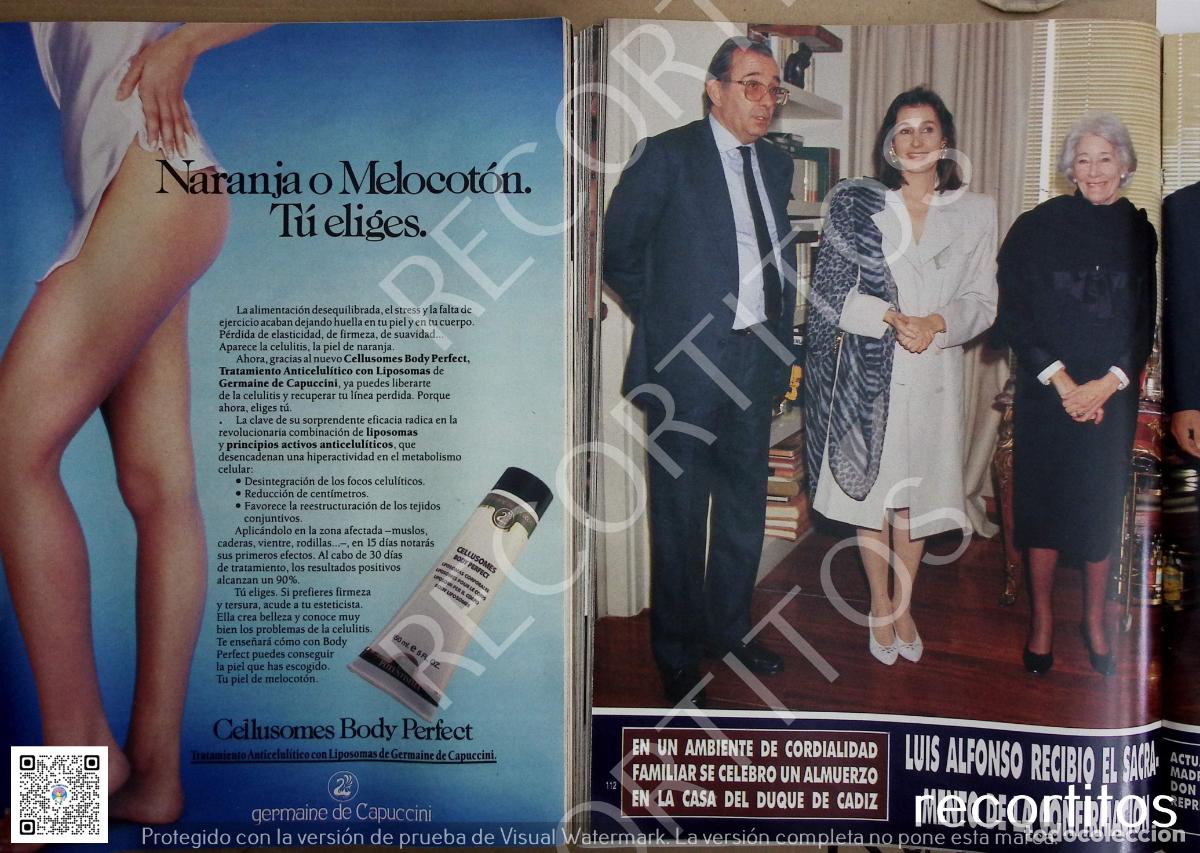 Naranja o Melocotón.
Tú eliges.
La alimentación desequilibrada, el stress y la falta de
ejercicio acaban dejando huella en tu piel y en tu cuerpo.
Pérdida de elasticidad, de firmeza, de suavidad...
Aparece la celulitis, la piel de naranja.
Ahora, gracias al nuevo Cellusomes Body Perfect,
Tratamiento Anticelulítico con Liposomas de
Germaine de Capuccini, ya puedes liberarte
de la celulitis y recuperar tu línea perdida. Porque
ahora, eliges tú.
La clave de su sorprendente eficacia radica en la
revolucionaria combinación de liposomas
y principios activos anticelulíticos, que
desencadenan una hiperactividad en el metabolismo
celular:
• Desintegración de los focos celulíticos.
• Reducción de centímetros.
• Favorece la reestructuración de los tejidos
conjuntivos.
Aplicándolo en la zona afectada –muslos,
caderas, vientre, rodillas...–, en 15 días notarás
sus primeros efectos. Al cabo de 30 días
de tratamiento, los resultados positivos
alcanzan un 90%.
Tú eliges. Si prefieres firmeza
y tersura, acude a tu esteticista.
Ella crea belleza y conoce muy
bien los problemas de la celulitis.
Te enseñará cómo con Body
Perfect puedes conseguir
la piel que has escogido.
Tu piel de melocotón.
CELLUSOMES
BODY PERFECT
Cellusomes Body Perfect
Tratamiento Anticelulítico con Liposomas de Germaine de Capuccini.
germaine de Capuccini
112
EN UN AMBIENTE DE CORDIALIDAD
FAMILIAR SE CELEBRO UN ALMUERZO
EN LA CASA DEL DUQUE DE CADIZ
LUIS ALFONSO RECIBIO EL SACRA-
MENTO DE
ACTU
MAD
DON
REPR
RECORTITOS
RECORTITOS
RECORTITOS
recortitos
todocoleccion
Protegido con la versión de prueba de Visual Watermark. La versión completa no pone esta marca.